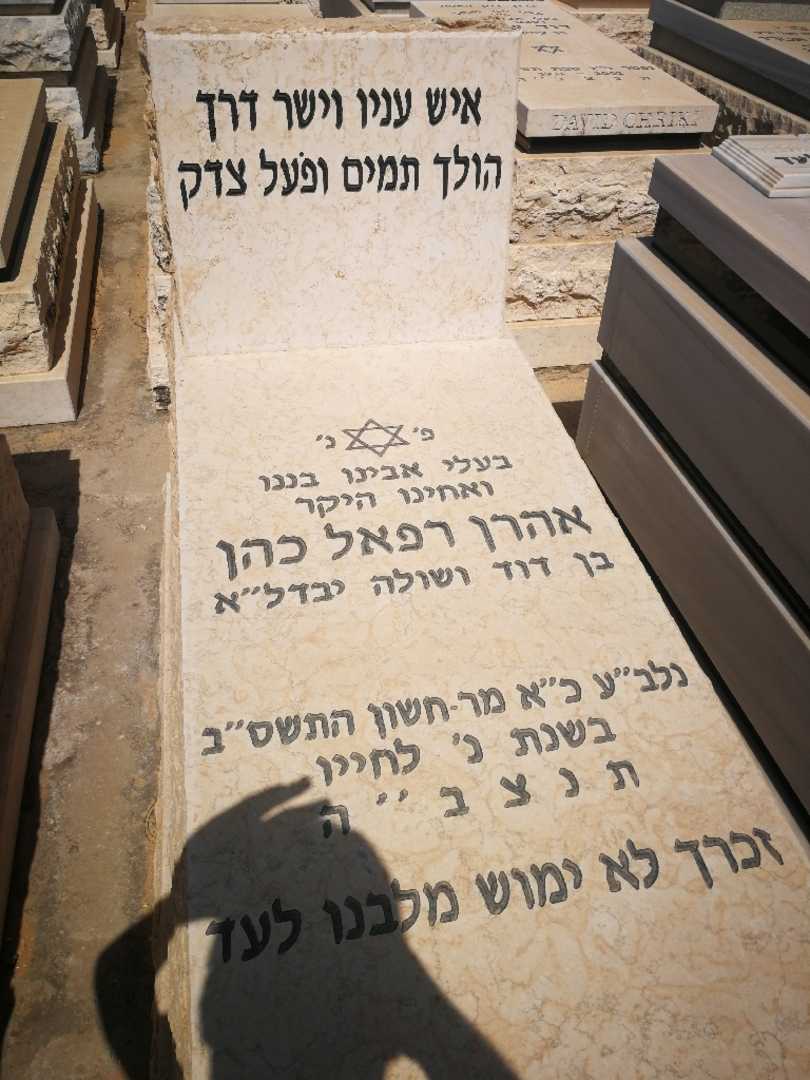 איש עניו וישר דרך
הולך תמים ופעל צדק
פ' נ'
בעלי אבינו בננו
ואחינו היקר
אהרן רפאל כהן
בן דוד ושולה יבדל״א
נלב״ע כ״א מר-חשון התשס״ב
בשנת נ' לחייו
ת נ צ ב ״ ה
זכרך לא ימוש מלבנו לעד
DAVID CHRIKI